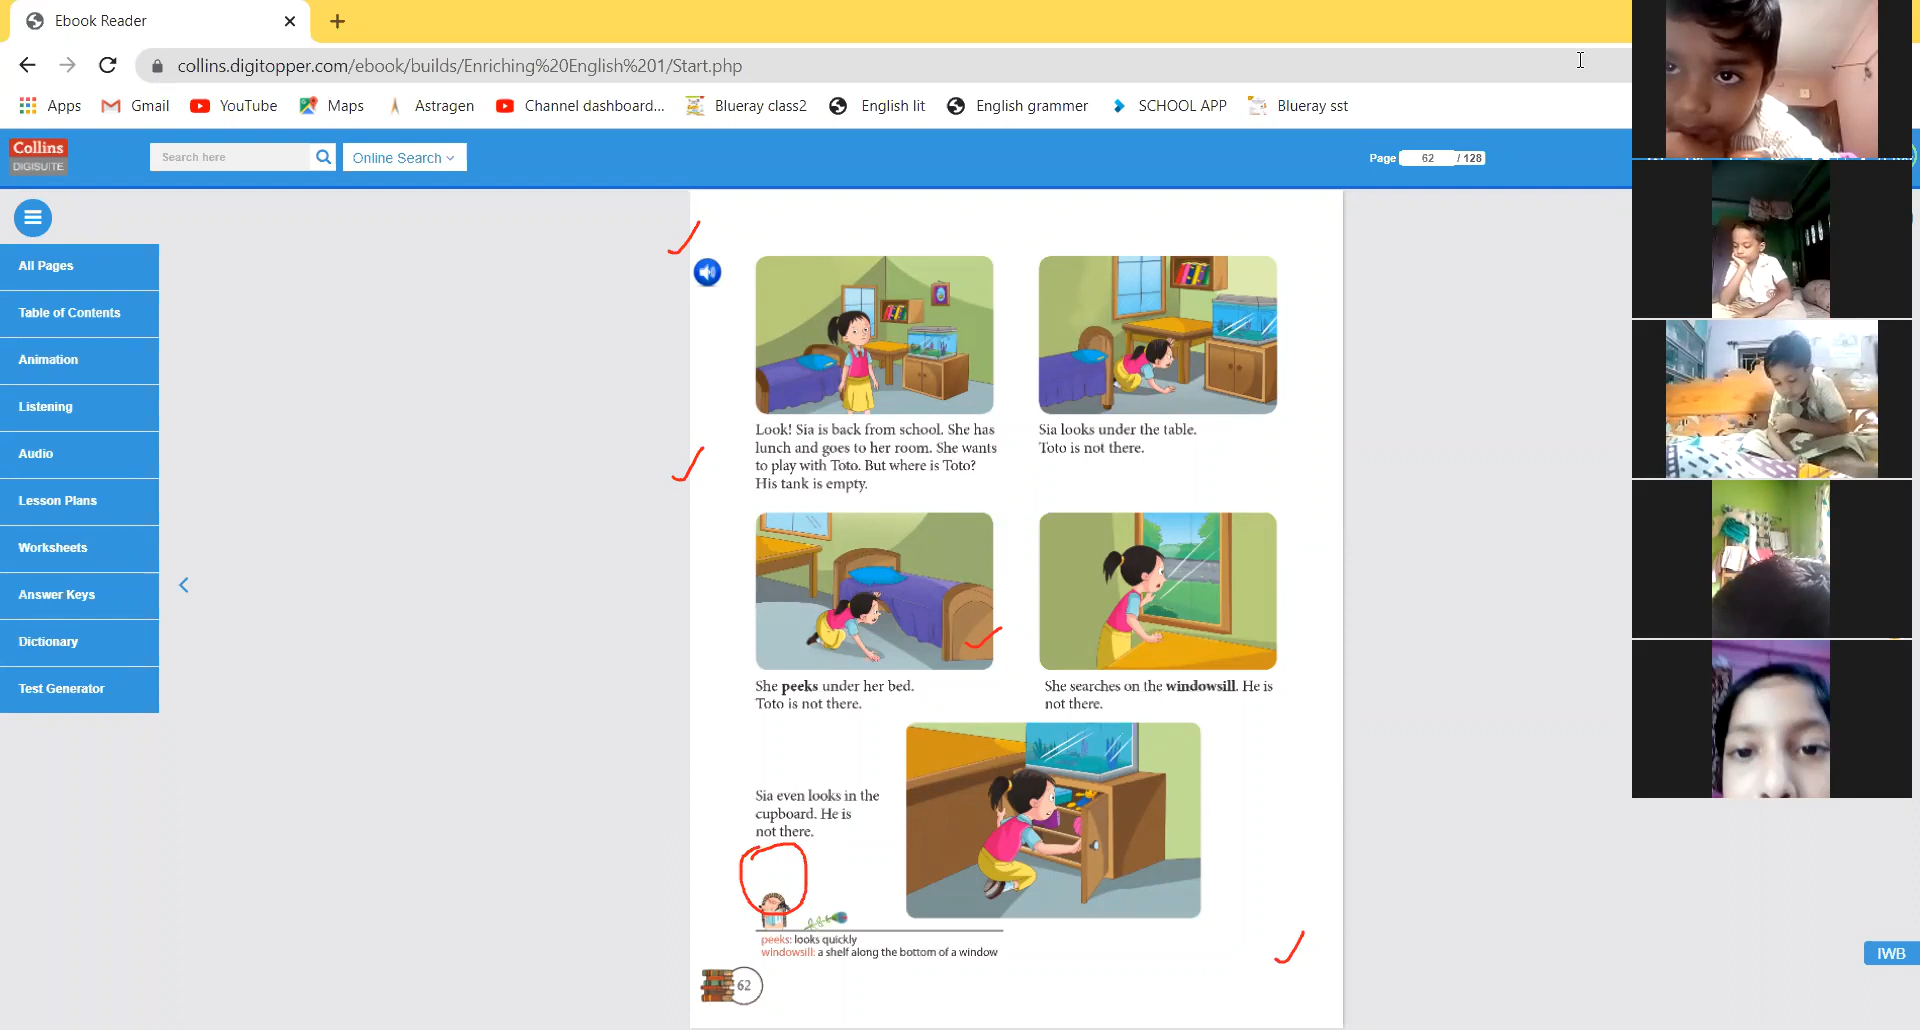 Ebook Reader
collins.digitopper.com/ebook/builds/Enriching%20English%201/Start.php
Apps Gmail YouTube Maps Astragen Channel dashboard... Blueray class2 English lit English grammer SCHOOL APP Blueray sst
Collins
DIGISUITE
Search here
Online Search
Page 62 / 128
All Pages
Table of Contents
Animation
Listening
Audio
Lesson Plans
Worksheets
Answer Keys
Dictionary
Test Generator
Look! Sia is back from school. She has
lunch and goes to her room. She wants
to play with Toto. But where is Toto?
His tank is empty.
Sia looks under the table.
Toto is not there.
She peeks under her bed.
Toto is not there.
She searches on the windowsill. He is
not there.
Sia even looks in the
cupboard. He is
not there.
peeks: looks quickly
windowsill: a shelf along the bottom of a window
62
IWB